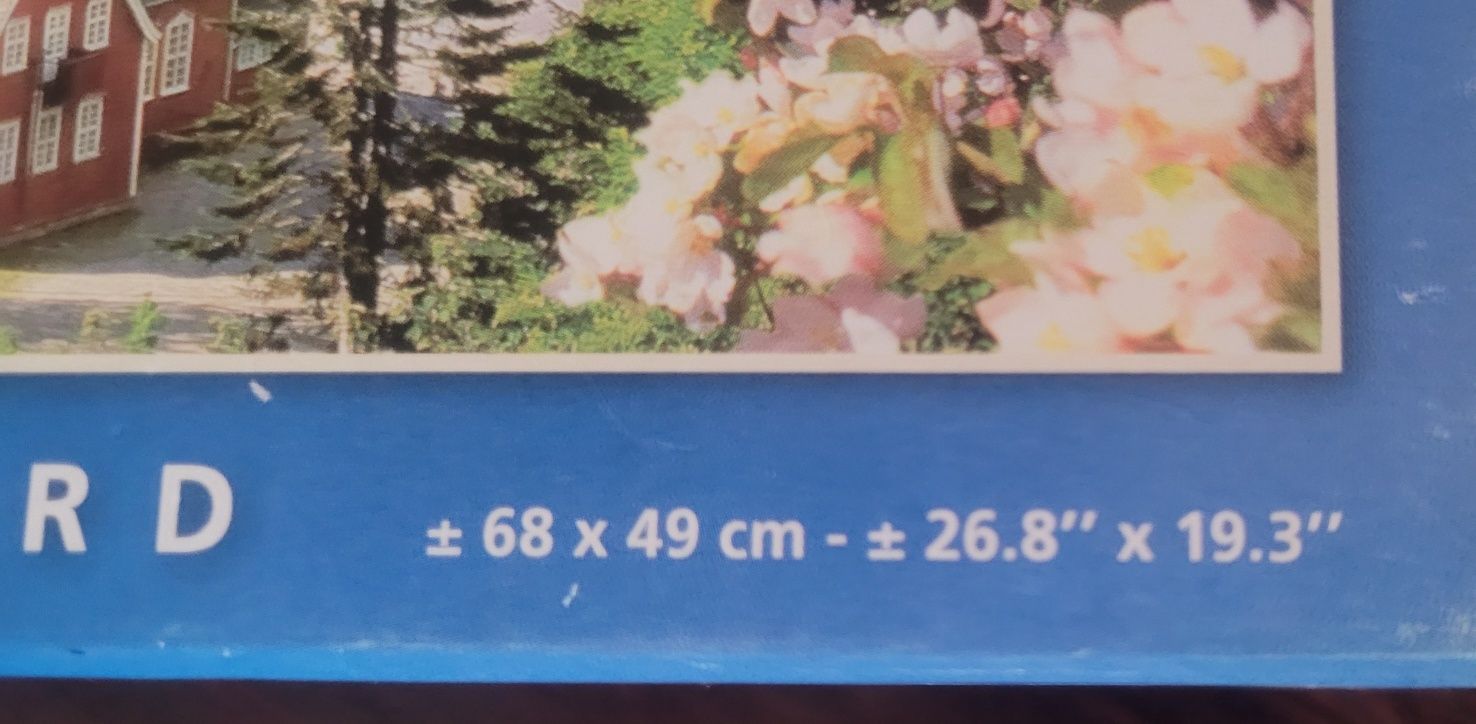 R D ± 68 x 49 cm - ± 26.8’’ x 19.3’’